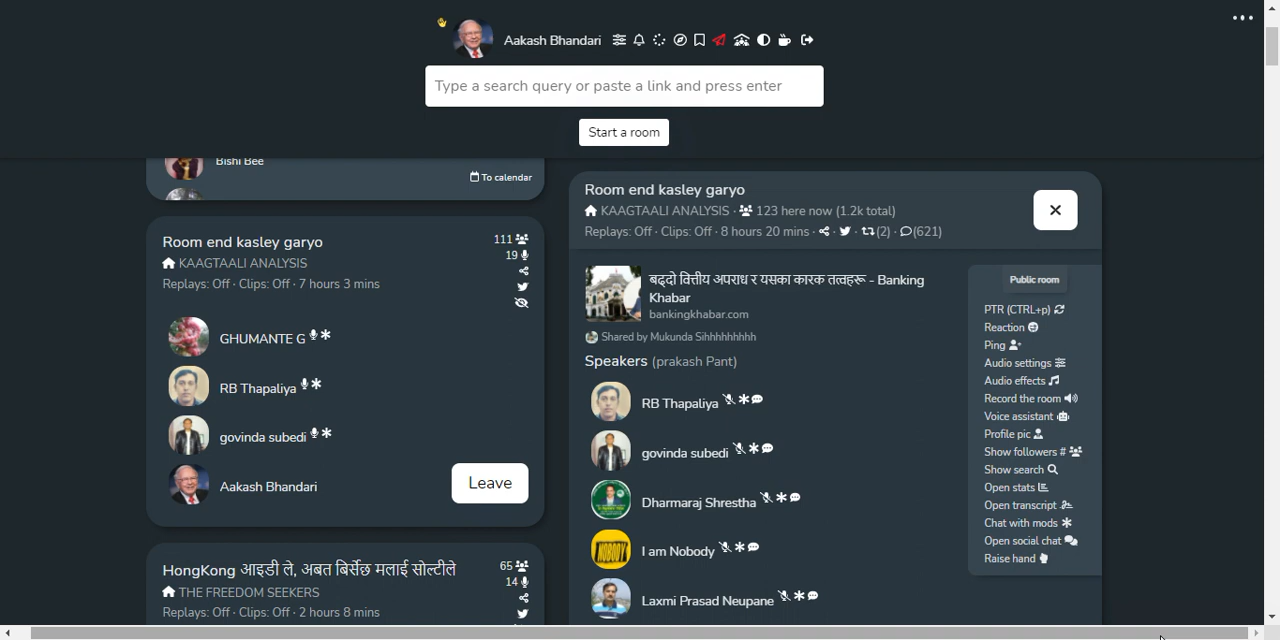 Aakash Bhandari
Type a search query or paste a link and press enter
Start a room
Bishi Bee
To calendar
Room end kasley garyo
111
KAAGTAALI ANALYSIS
19
Replays: Off · Clips: Off · 7 hours 3 mins
GHUMANTE G
RB Thapaliya
govinda subedi
Aakash Bhandari
Leave
HongKong आइडी ले, अबत बिर्सेछ मलाई सोल्टीले
65
14
THE FREEDOM SEEKERS
Replays: Off · Clips: Off · 2 hours 8 mins
Room end kasley garyo
KAAGTAALI ANALYSIS · 123 here now (1.2k total)
Replays: Off · Clips: Off · 8 hours 20 mins · · · (2) · (621)
बढ्दो वित्तीय अपराध र यसका कारक तत्वहरू - Banking
Khabar
bankingkhabar.com
Shared by Mukunda Sihhhhhhhhh
Speakers (prakash Pant)
RB Thapaliya
govinda subedi
Dharmaraj Shrestha
NOBODY
I am Nobody
Laxmi Prasad Neupane
Public room
PTR (CTRL+p)
Reaction
Ping
Audio settings
Audio effects
Record the room
Voice assistant
Profile pic
Show followers #
Show search
Open stats
Open transcript
Chat with mods
Open social chat
Raise hand